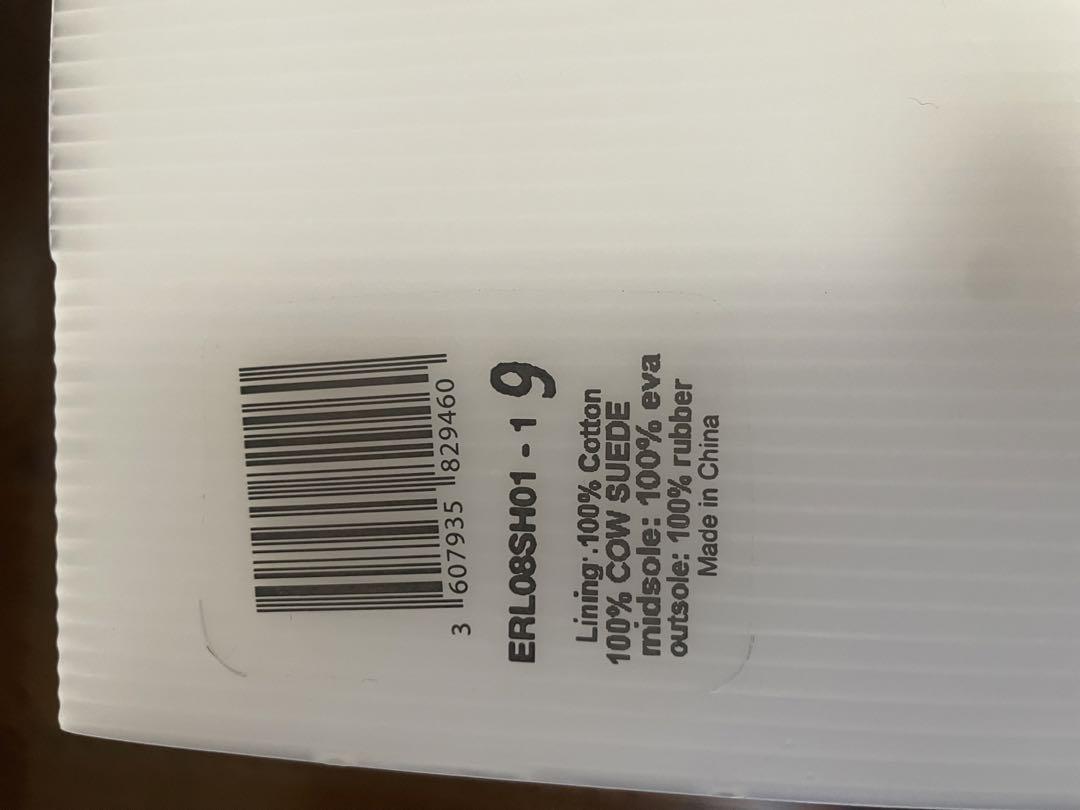 3 607935 829460
ERL08SH01 - 1 9
Lining: 100% Cotton
100% COW SUEDE
midsole: 100% eva
outsole: 100% rubber
Made in China